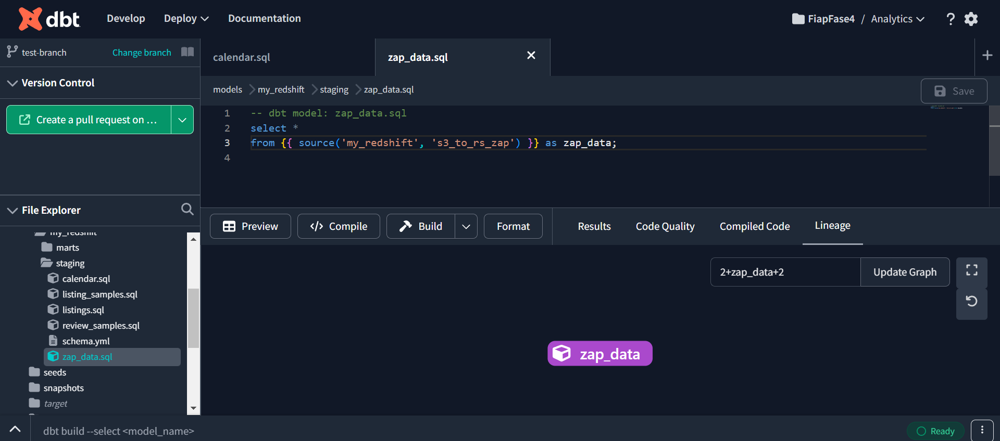 dbt Develop Deploy Documentation FiapFase4 / Analytics ?
test-branch Change branch
calendar.sql zap_data.sql
Version Control
models my_redshift staging zap_data.sql Save
Create a pull request on ...
1 -- dbt model: zap_data.sql
2 select *
3 from {{ source('my_redshift', 's3_to_rs_zap') }} as zap_data;
4
File Explorer
Preview </> Compile Build Format Results Code Quality Compiled Code Lineage
my_redshift
marts
staging
calendar.sql
listing_samples.sql
listings.sql
review_samples.sql
schema.yml
zap_data.sql
seeds
snapshots
target
2+zap_data+2 Update Graph
zap_data
dbt build --select <model_name> Ready